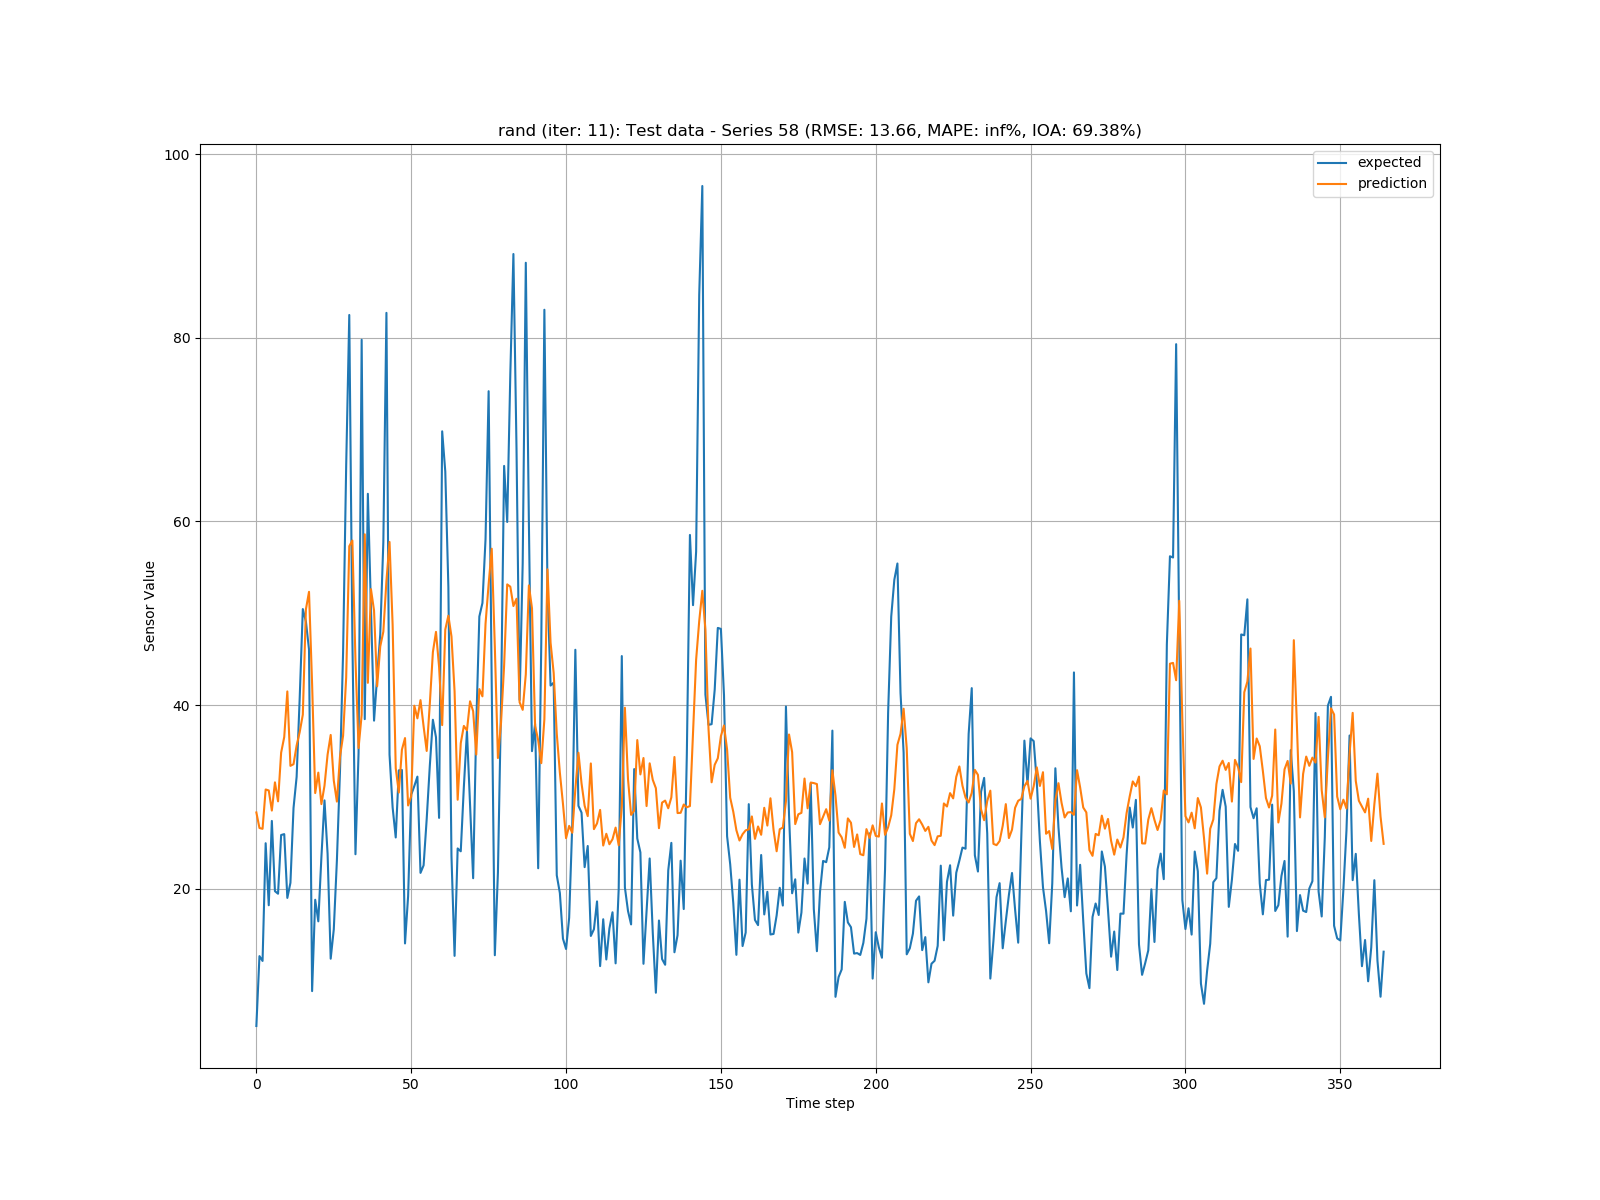 rand (iter: 11): Test data - Series 58 (RMSE: 13.66, MAPE: inf%, IOA: 69.38%)
expected
prediction
100
80
60
40
20
Sensor Value
0 50 100 150 200 250 300 350
Time step